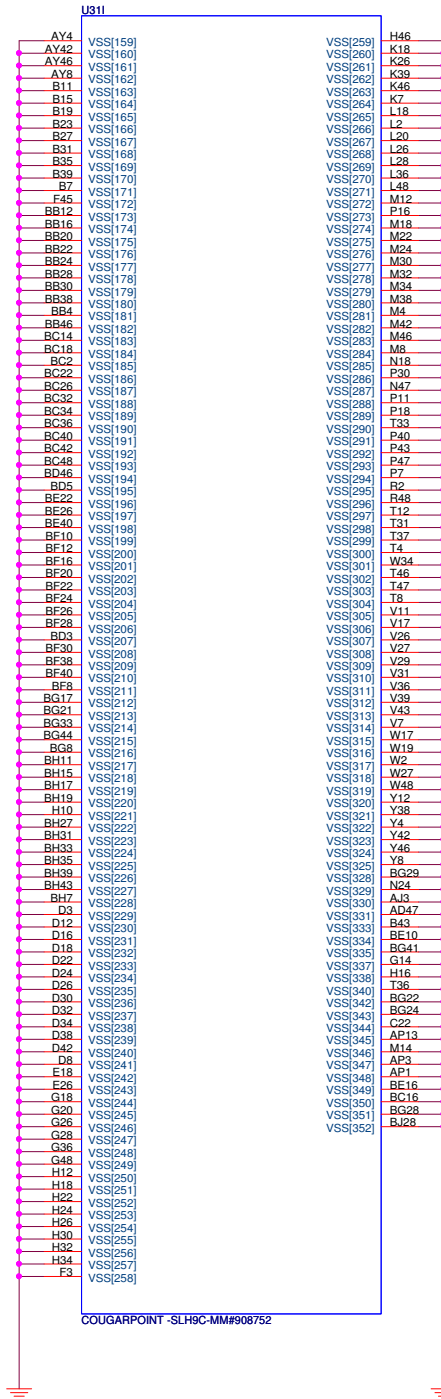 U31I
AY4 VSS[159] VSS[259] H46
AY42 VSS[160] VSS[260] K18
AY46 VSS[161] VSS[261] K26
AY8 VSS[162] VSS[262] K39
B11 VSS[163] VSS[263] K46
B15 VSS[164] VSS[264] K7
B19 VSS[165] VSS[265] L18
B23 VSS[166] VSS[266] L2
B27 VSS[167] VSS[267] L20
B31 VSS[168] VSS[268] L26
B35 VSS[169] VSS[269] L28
B39 VSS[170] VSS[270] L36
B7 VSS[171] VSS[271] L48
F45 VSS[172] VSS[272] M12
BB12 VSS[173] VSS[273] P16
BB16 VSS[174] VSS[274] M18
BB20 VSS[175] VSS[275] M22
BB22 VSS[176] VSS[276] M24
BB24 VSS[177] VSS[277] M30
BB28 VSS[178] VSS[278] M32
BB30 VSS[179] VSS[279] M34
BB38 VSS[180] VSS[280] M38
BB4 VSS[181] VSS[281] M4
BB46 VSS[182] VSS[282] M42
BC14 VSS[183] VSS[283] M46
BC18 VSS[184] VSS[284] M8
BC2 VSS[185] VSS[285] N18
BC22 VSS[186] VSS[286] P30
BC26 VSS[187] VSS[287] N47
BC32 VSS[188] VSS[288] P11
BC34 VSS[189] VSS[289] P18
BC36 VSS[190] VSS[290] T33
BC40 VSS[191] VSS[291] P40
BC42 VSS[192] VSS[292] P43
BC48 VSS[193] VSS[293] P47
BD46 VSS[194] VSS[294] P7
BD5 VSS[195] VSS[295] R2
BE22 VSS[196] VSS[296] R48
BE26 VSS[197] VSS[297] T12
BE40 VSS[198] VSS[298] T31
BF10 VSS[199] VSS[299] T37
BF12 VSS[200] VSS[300] T4
BF16 VSS[201] VSS[301] W34
BF20 VSS[202] VSS[302] T46
BF22 VSS[203] VSS[303] T47
BF24 VSS[204] VSS[304] T8
BF26 VSS[205] VSS[305] V11
BF28 VSS[206] VSS[306] V17
BD3 VSS[207] VSS[307] V26
BF30 VSS[208] VSS[308] V27
BF38 VSS[209] VSS[309] V29
BF40 VSS[210] VSS[310] V31
BF8 VSS[211] VSS[311] V36
BG17 VSS[212] VSS[312] V39
BG21 VSS[213] VSS[313] V43
BG33 VSS[214] VSS[314] V7
BG44 VSS[215] VSS[315] W17
BG8 VSS[216] VSS[316] W19
BH11 VSS[217] VSS[317] W2
BH15 VSS[218] VSS[318] W27
BH17 VSS[219] VSS[319] W48
BH19 VSS[220] VSS[320] Y12
H10 VSS[221] VSS[321] Y38
BH27 VSS[222] VSS[322] Y4
BH31 VSS[223] VSS[323] Y42
BH33 VSS[224] VSS[324] Y46
BH35 VSS[225] VSS[325] Y8
BH39 VSS[226] VSS[328] BG29
BH43 VSS[227] VSS[329] N24
BH7 VSS[228] VSS[330] AJ3
D3 VSS[229] VSS[331] AD47
D12 VSS[230] VSS[333] B43
D16 VSS[231] VSS[334] BE10
D18 VSS[232] VSS[335] BG41
D22 VSS[233] VSS[337] G14
D24 VSS[234] VSS[338] H16
D26 VSS[235] VSS[340] T36
D30 VSS[236] VSS[342] BG22
D32 VSS[237] VSS[343] BG24
D34 VSS[238] VSS[344] C22
D38 VSS[239] VSS[345] AP13
D42 VSS[240] VSS[346] M14
D8 VSS[241] VSS[347] AP3
E18 VSS[242] VSS[348] AP1
E26 VSS[243] VSS[349] BE16
G18 VSS[244] VSS[350] BC16
G20 VSS[245] VSS[351] BG28
G26 VSS[246] VSS[352] BJ28
G28 VSS[247]
G36 VSS[248]
G48 VSS[249]
H12 VSS[250]
H18 VSS[251]
H22 VSS[252]
H24 VSS[253]
H26 VSS[254]
H30 VSS[255]
H32 VSS[256]
H34 VSS[257]
F3 VSS[258]
COUGARPOINT -SLH9C-MM#908752